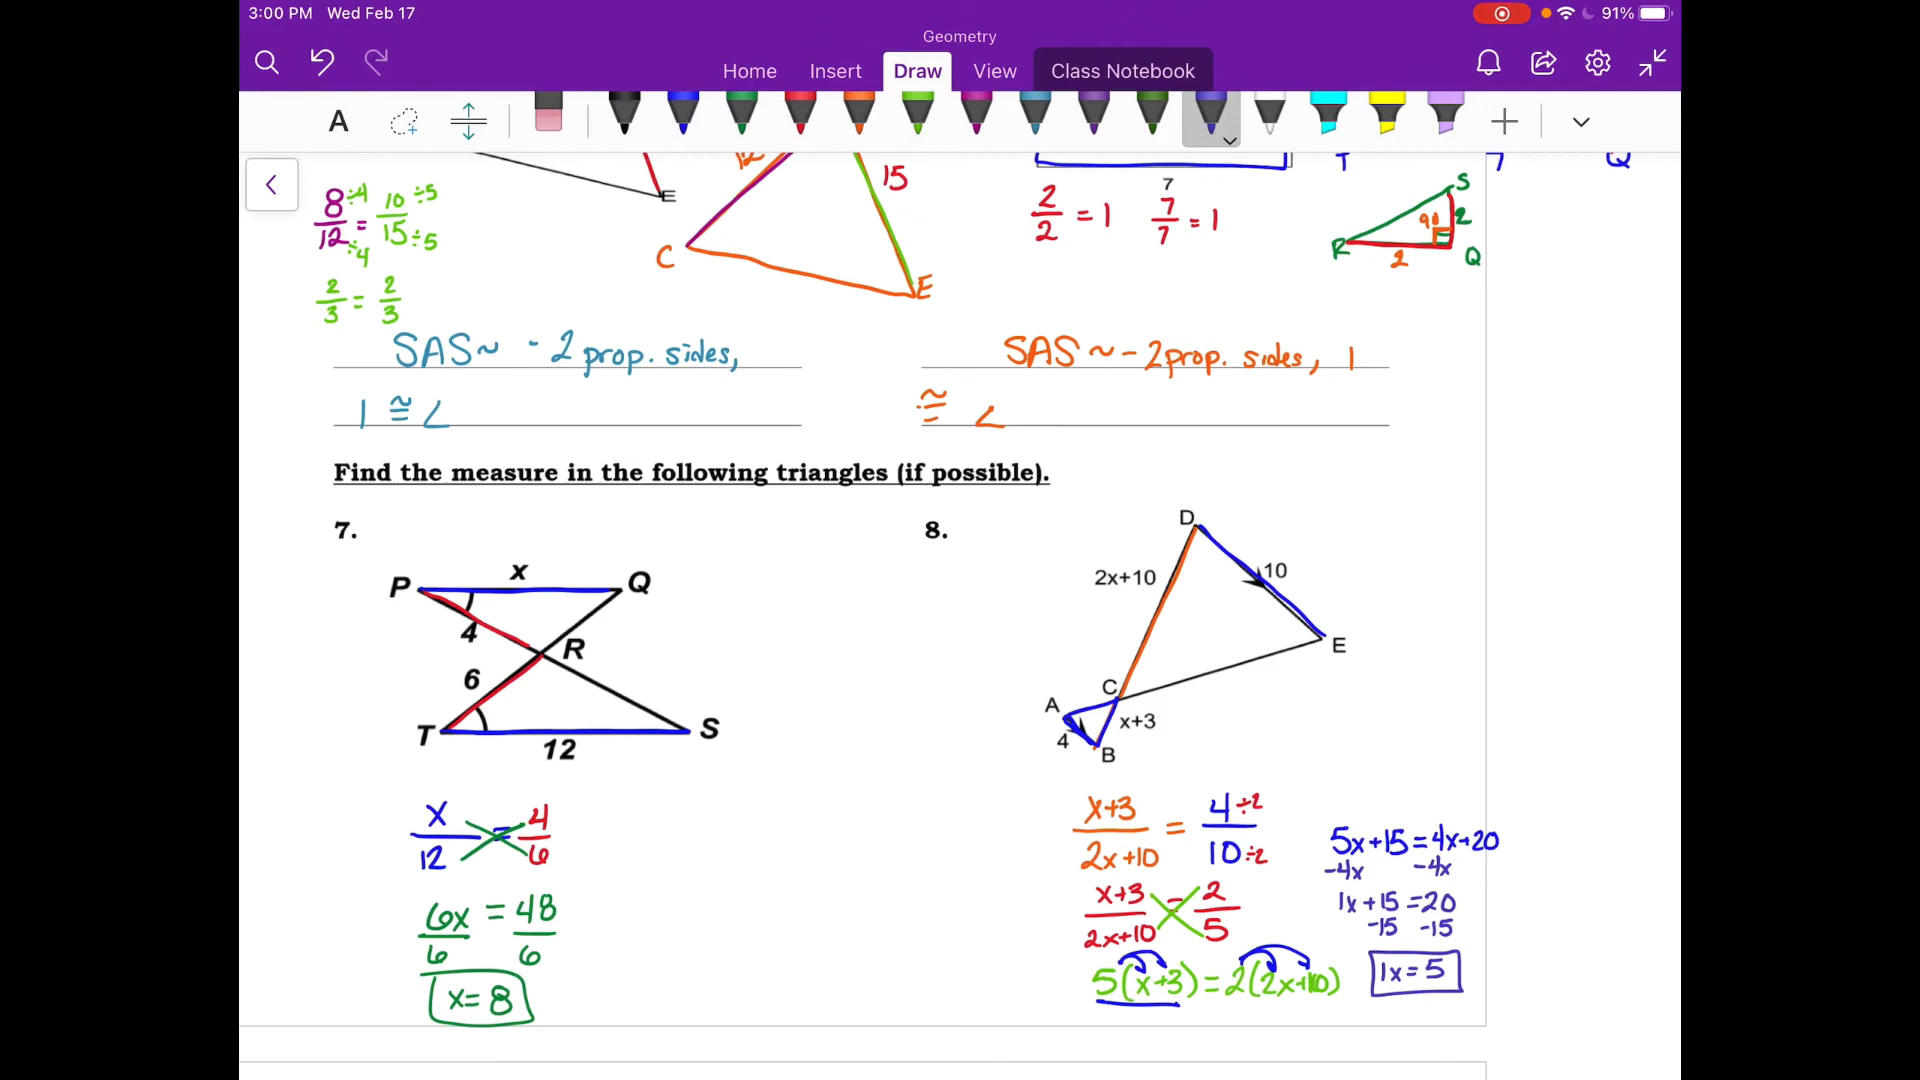 3:00 PM Wed Feb 17
91%
Geometry
Home Insert Draw View Class Notebook
A
E
12
15
C
E
8÷4 = 10÷5
12÷4 15÷5
2/3 = 2/3
7
T 7 Q
2/2 = 1 7/7 = 1
S
90
2
R
2
Q
SAS~ - 2 prop. sides,
1 ≅ ∠
SAS ~ - 2 prop. sides, 1
≅ ∠
Find the measure in the following triangles (if possible).
7.
P x Q
4
R
6
T 12 S
x/12 = 4/6
6x = 48
6 6
x = 8
8.
D
2x+10
10
E
C
A
x+3
4
B
x+3 = 4÷2
2x+10 10÷2
x+3 = 2
2x+10 5
5(x+3) = 2(2x+10)
5x+15 = 4x+20
-4x -4x
1x+15 = 20
-15 -15
1x = 5